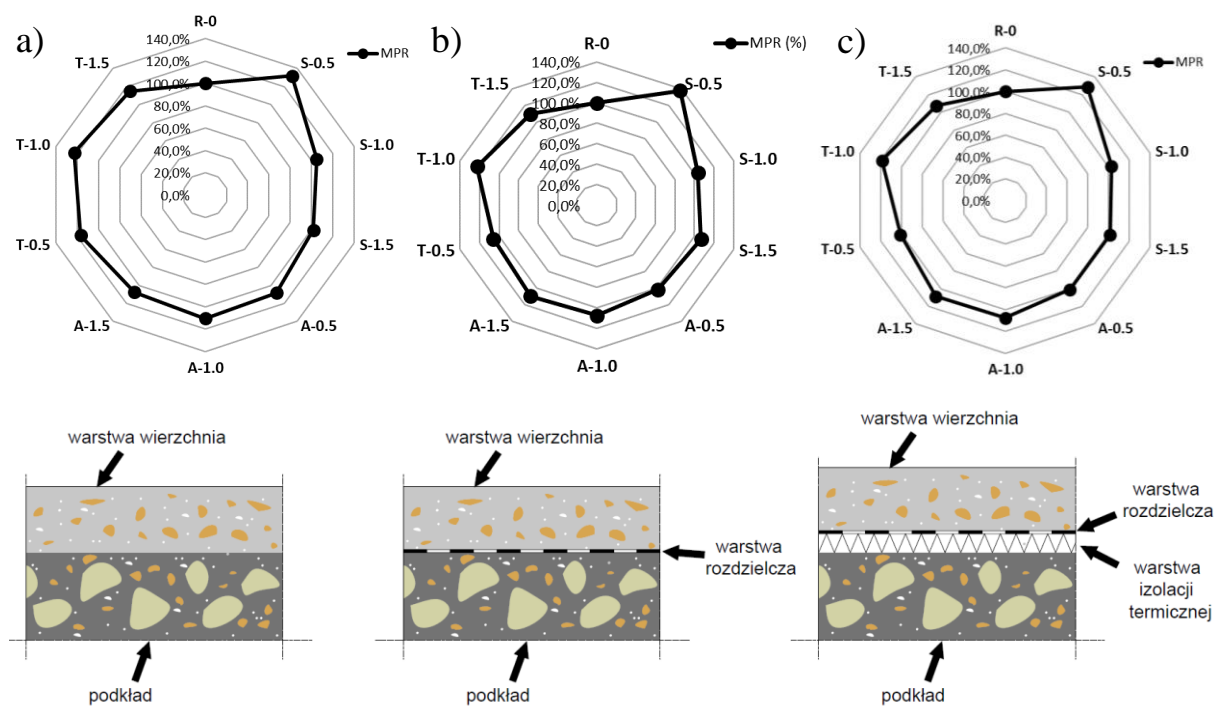 a)
R-0
MPR
140,0%
120,0%
100,0%
80,0%
60,0%
40,0%
20,0%
0,0%
S-0.5
S-1.0
S-1.5
A-0.5
A-1.0
A-1.5
T-0.5
T-1.0
T-1.5
b)
R-0
MPR (%)
140,0%
120,0%
100,0%
80,0%
60,0%
40,0%
20,0%
0,0%
S-0.5
S-1.0
S-1.5
A-0.5
A-1.0
A-1.5
T-0.5
T-1.0
T-1.5
c)
R-0
MPR
140,0%
120,0%
100,0%
80,0%
60,0%
40,0%
20,0%
0,0%
S-0.5
S-1.0
S-1.5
A-0.5
A-1.0
A-1.5
T-0.5
T-1.0
T-1.5
warstwa wierzchnia
podkład
warstwa wierzchnia
warstwa
rozdzielcza
podkład
warstwa wierzchnia
warstwa
rozdzielcza
warstwa
izolacji
termicznej
podkład